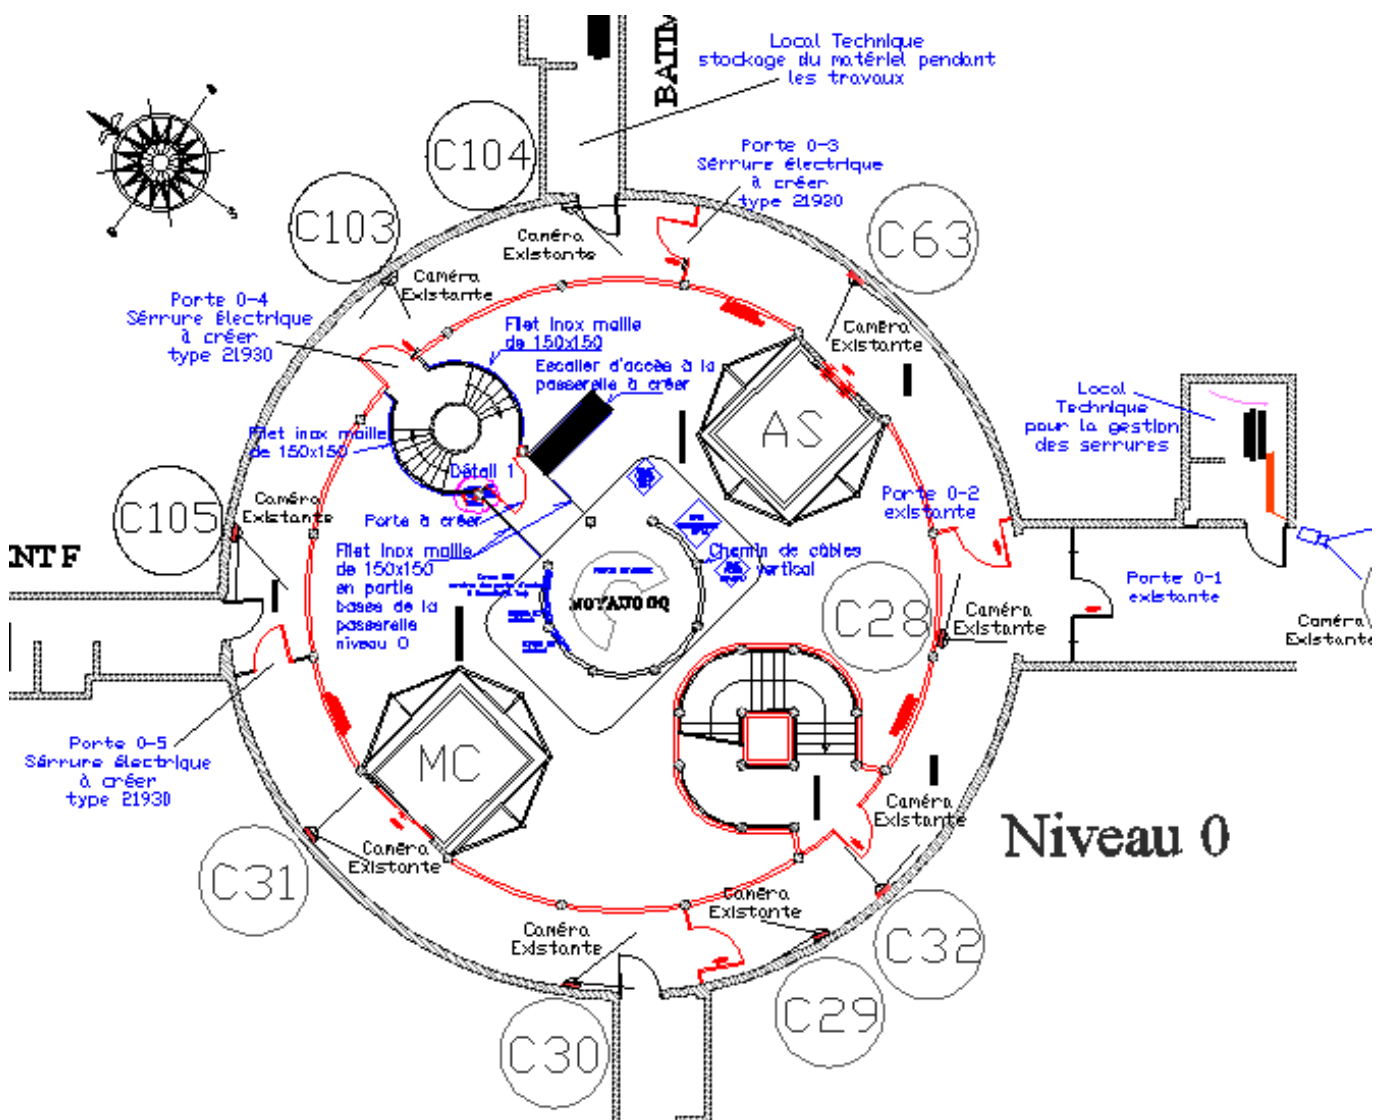 BATIM
Local Technique
stockage du matériel pendant
les travaux
C104
Porte 0-3
Sérrure électrique
à créer
type 21930
C103
Caméra
Existante
C63
Caméra
Existante
Porte 0-4
Sérrure électrique
à créer
type 21930
Filet inox maille
de 150x150
Escalier d'accès à la
passerelle à créer
Caméra
Existante
Local
Technique
pour la gestion
des serrures
AS
Filet inox maille
de 150x150
Détail 1
C105
Caméra
Existante
Porte à créer
Porte 0-2
existante
NT F
Filet inox maille
de 150x150
en partie
basse de la
passerelle
niveau 0
Chemin de câbles
vertical
Porte 0-1
existante
C28
Caméra
Existante
Caméra
Existante
Porte 0-5
Sérrure électrique
à créer
type 21930
MC
Caméra
Existante
Niveau 0
Caméra
Existante
C31
Caméra
Existante
Caméra
Existante
C32
C29
C30